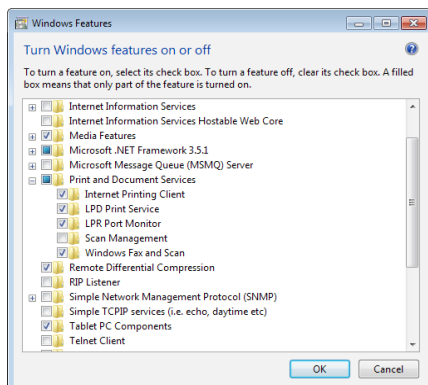 Windows Features
Turn Windows features on or off
To turn a feature on, select its check box. To turn a feature off, clear its check box. A filled
box means that only part of the feature is turned on.
Internet Information Services
Internet Information Services Hostable Web Core
Media Features
Microsoft .NET Framework 3.5.1
Microsoft Message Queue (MSMQ) Server
Print and Document Services
Internet Printing Client
LPD Print Service
LPR Port Monitor
Scan Management
Windows Fax and Scan
Remote Differential Compression
RIP Listener
Simple Network Management Protocol (SNMP)
Simple TCPIP services (i.e. echo, daytime etc)
Tablet PC Components
Telnet Client
OK Cancel